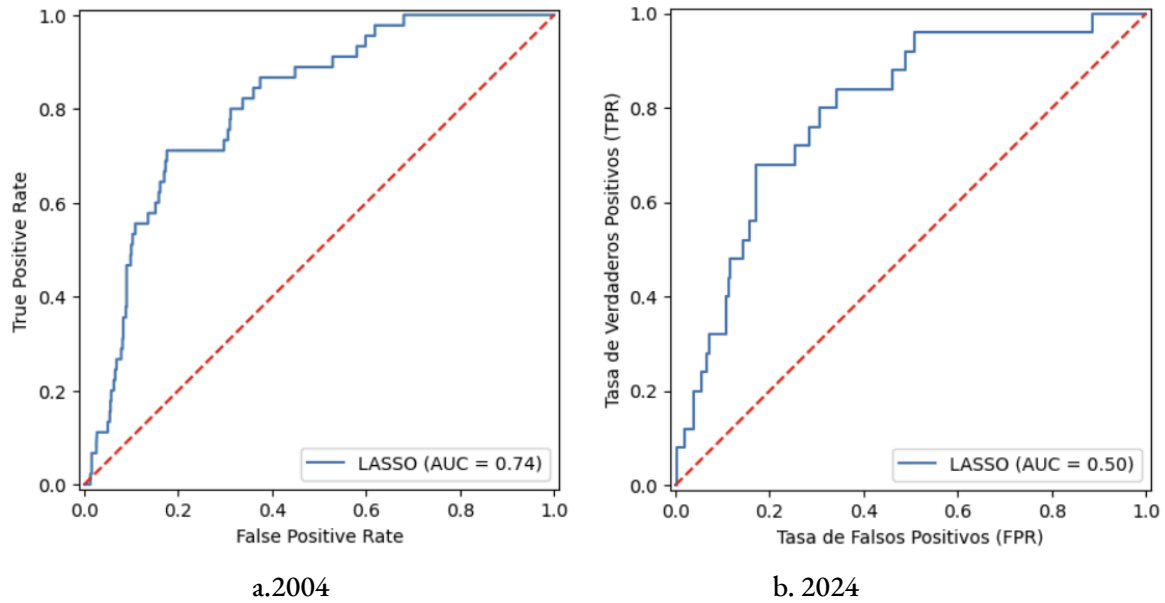 1.0
0.8
0.6
0.4
0.2
0.0
True Positive Rate
0.0 0.2 0.4 0.6 0.8 1.0
False Positive Rate
LASSO (AUC = 0.74)
a.2004
1.0
0.8
0.6
0.4
0.2
0.0
Tasa de Verdaderos Positivos (TPR)
0.0 0.2 0.4 0.6 0.8 1.0
Tasa de Falsos Positivos (FPR)
LASSO (AUC = 0.50)
b. 2024